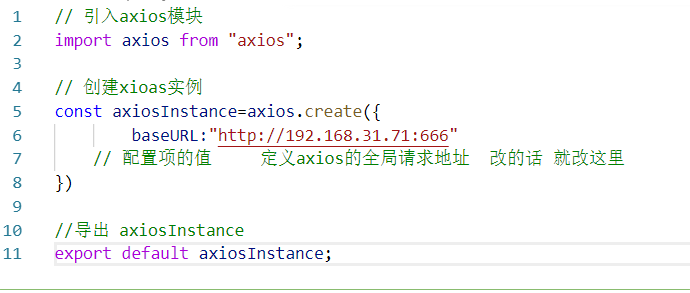 1 // 引入axios模块
2 import axios from "axios";
3
4 // 创建xioas实例
5 const axiosInstance=axios.create({
6 baseURL:"http://192.168.31.71:666"
7 // 配置项的值 定义axios的全局请求地址 改的话 就改这里
8 })
9
10 //导出 axiosInstance
11 export default axiosInstance;